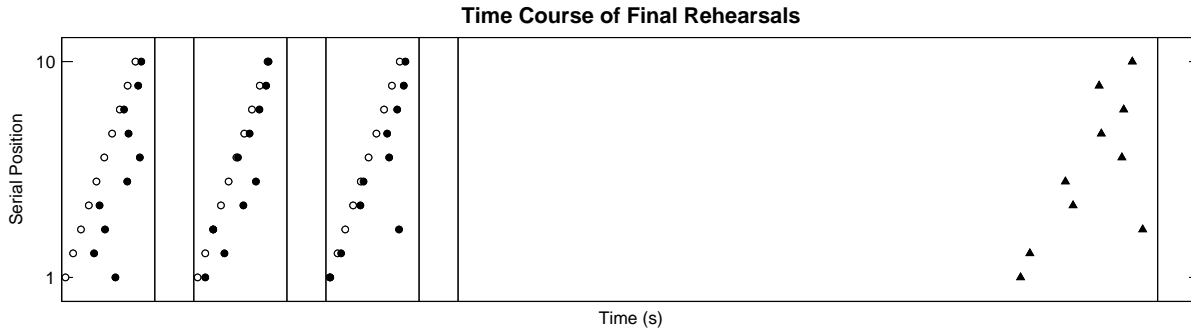 Time Course of Final Rehearsals
10
Serial Position
1
Time (s)